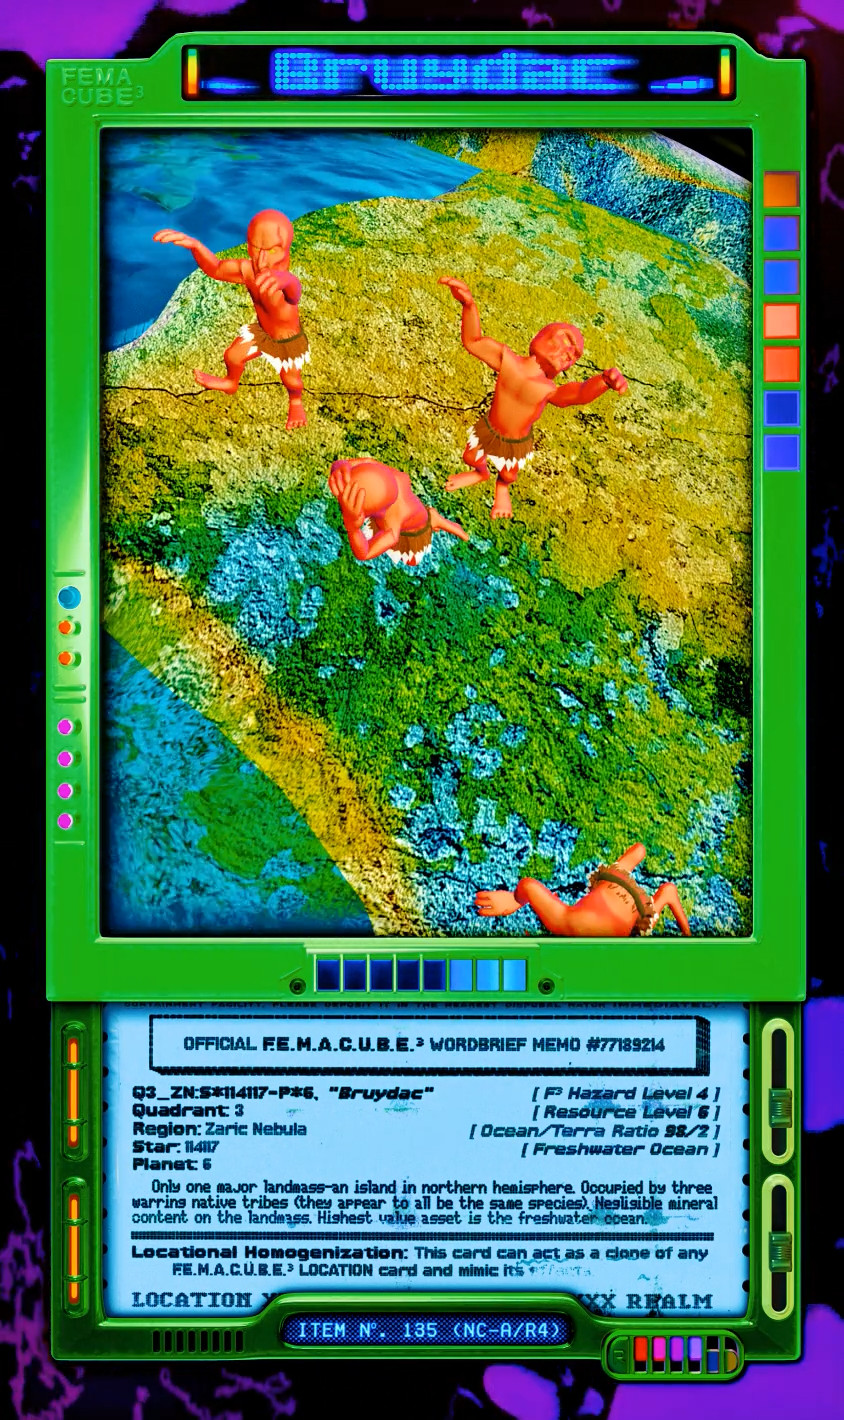 FEMA
CUBE³
Bruydac
OFFICIAL F.E.M.A.C.U.B.E.³ WORDBRIEF MEMO #77189214
Q3_ZN:S*114117-P*6, "Bruydac" [ F³ Hazard Level 4 ]
Quadrant: 3 [ Resource Level 6 ]
Region: Zaric Nebula [ Ocean/Terra Ratio 98/2 ]
Star: 114117 [ Freshwater Ocean ]
Planet: 6
Only one major landmass-an island in northern hemisphere. Occupied by three
warring native tribes (they appear to all be the same species). Negligible mineral
content on the landmass. Highest value asset is the freshwater ocean.
Locational Homogenization: This card can act as a clone of any
F.E.M.A.C.U.B.E.³ LOCATION card and mimic its effects.
LOCATION REALM
ITEM Nº. 135 (NC-A/R4)